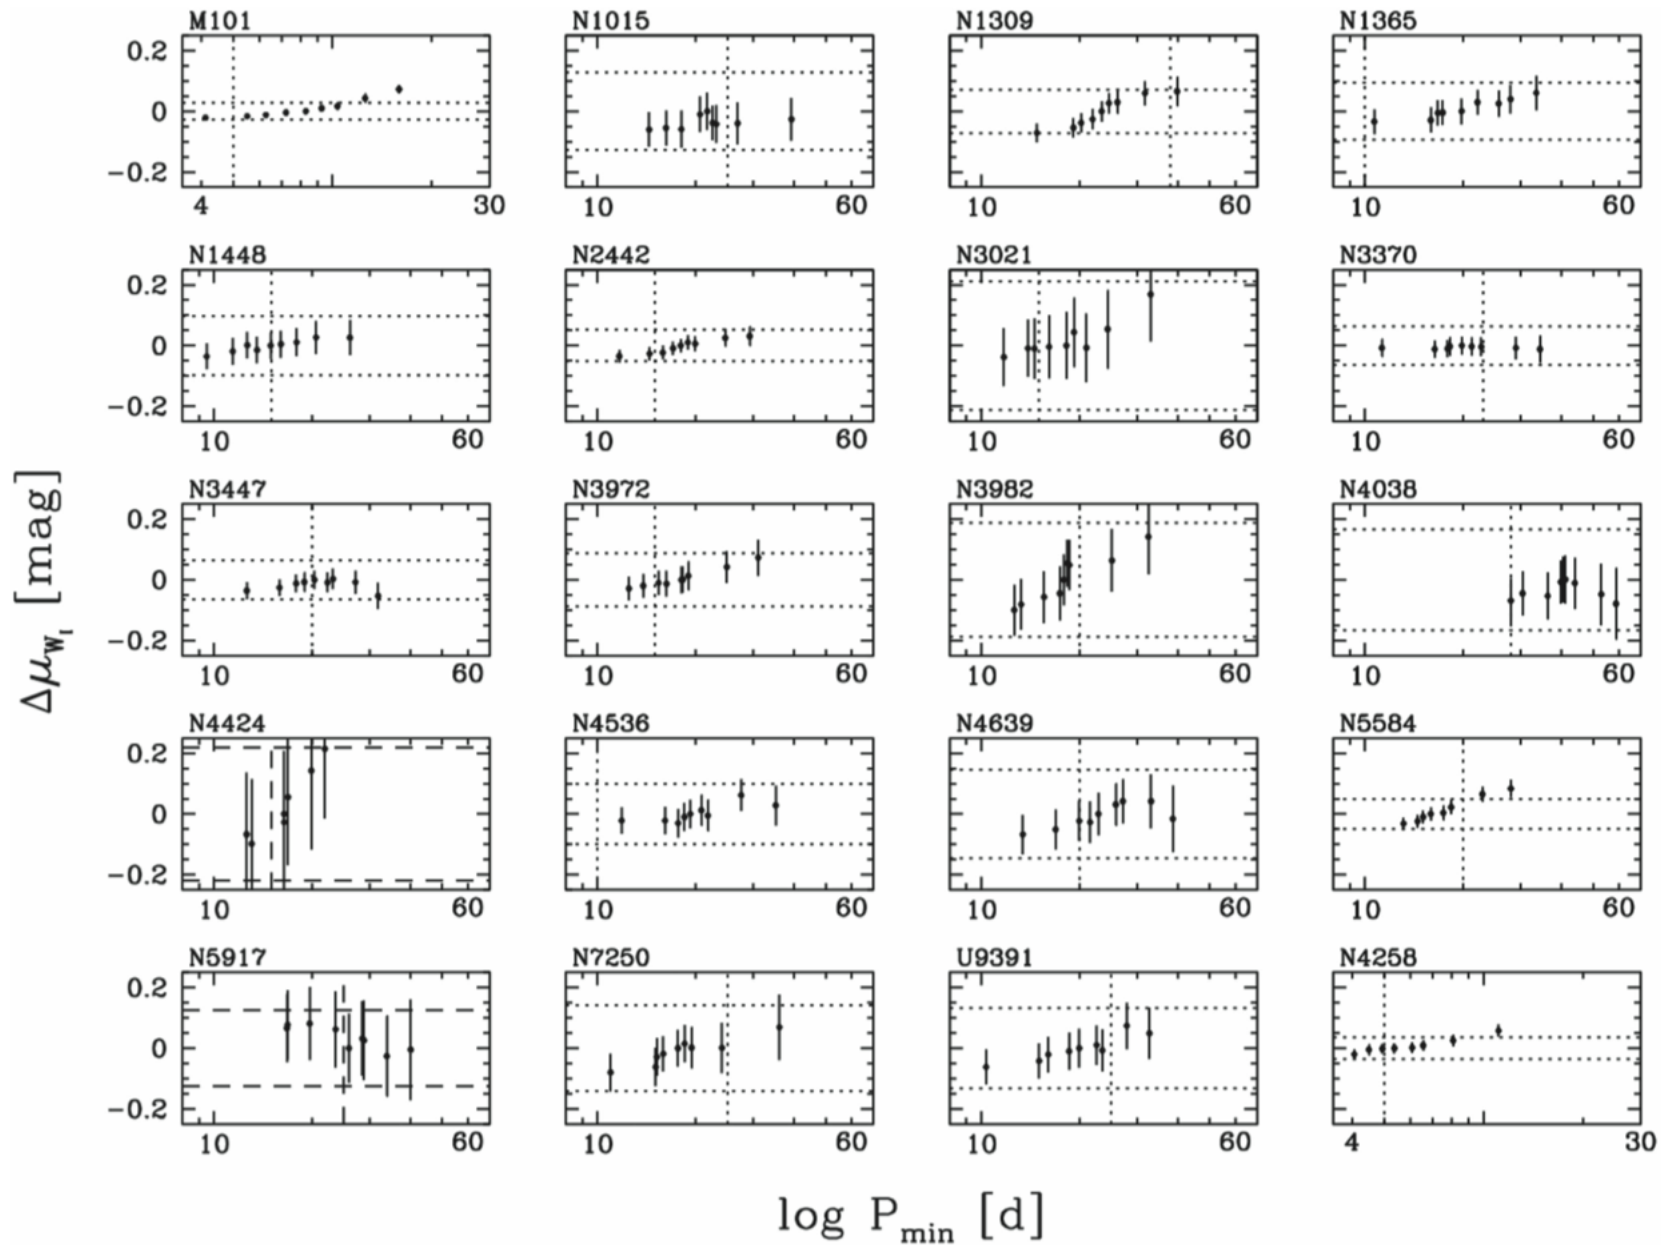 M101 N1015 N1309 N1365
0.2
0
−0.2
4 30 10 60 10 60 10 60
N1448 N2442 N3021 N3370
0.2
0
−0.2
10 60 10 60 10 60 10 60
N3447 N3972 N3982 N4038
0.2
0
−0.2
10 60 10 60 10 60 10 60
N4424 N4536 N4639 N5584
0.2
0
−0.2
10 60 10 60 10 60 10 60
N5917 N7250 U9391 N4258
0.2
0
−0.2
10 60 10 60 10 60 4 30
Δμ_W_I [mag]
log P_min [d]